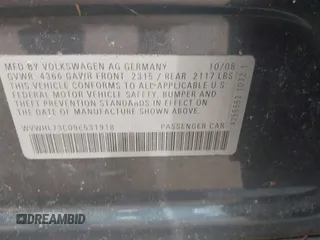 MFD BY VOLKSWAGEN AG GERMANY 10/08
GVWR 4366 GAWR FRONT 2315 / REAR 2117 LBS
THIS VEHICLE CONFORMS TO ALL APPLICABLE
FEDERAL MOTOR VEHICLE SAFETY, BUMPER AND
THEFT PREVENTION STANDARDS IN EFFECT ON
THE DATE OF MANUFACTURE SHOWN ABOVE.
PASSENGER CAR
DREAMBID